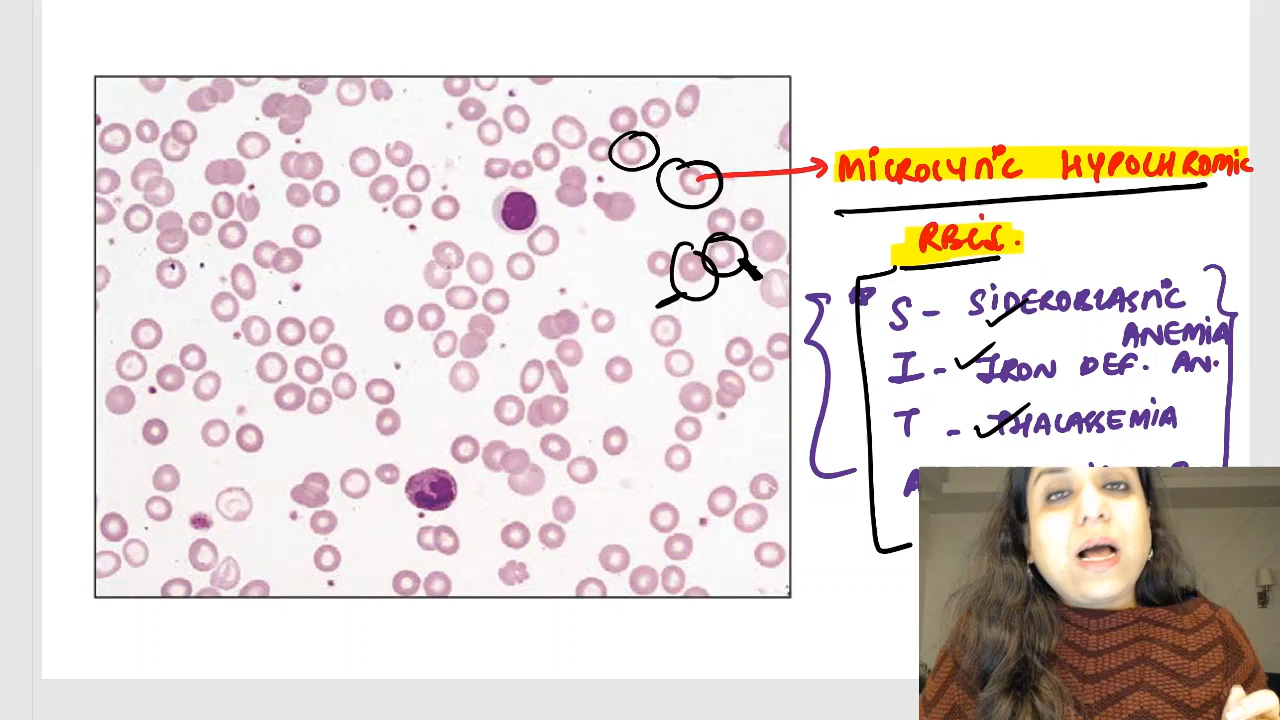 MICROCYTIC HYPOCHROMIC
RBCs.
S - SIDEROBLASTIC
ANEMIA
I - IRON DEF. AN.
T - THALASSEMIA
A